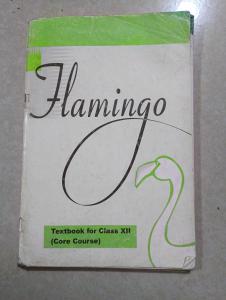 Flamingo
Textbook for Class XII
(Core Course)